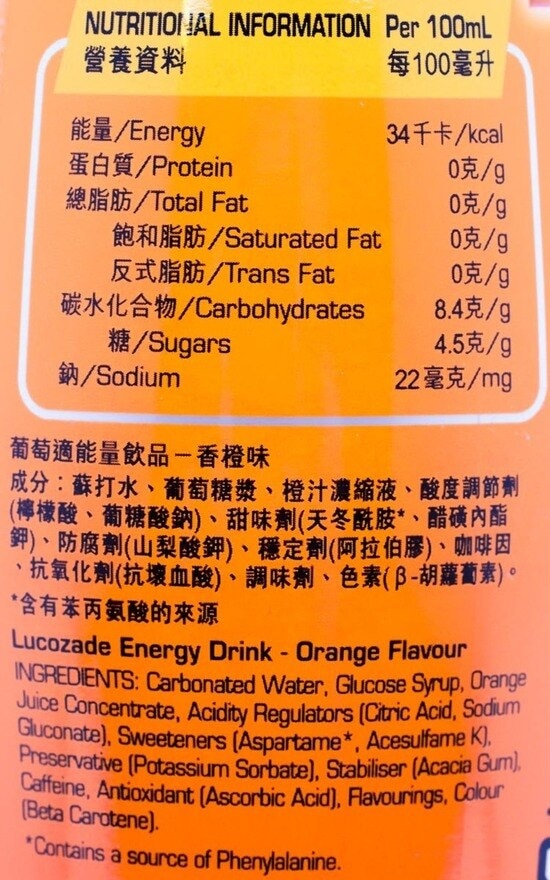 NUTRITIONAL INFORMATION Per 100mL
營養資料 每100毫升
能量/Energy 34千卡/kcal
蛋白質/Protein 0克/g
總脂肪/Total Fat 0克/g
飽和脂肪/Saturated Fat 0克/g
反式脂肪/Trans Fat 0克/g
碳水化合物/Carbohydrates 8.4克/g
糖/Sugars 4.5克/g
鈉/Sodium 22毫克/mg
葡萄適能量飲品－香橙味
成分：蘇打水、葡萄糖漿、橙汁濃縮液、酸度調節劑
(檸檬酸、葡糖酸鈉)、甜味劑(天冬酰胺*、醋磺內酯
鉀)、防腐劑(山梨酸鉀)、穩定劑(阿拉伯膠)、咖啡因
、抗氧化劑(抗壞血酸)、調味劑、色素(β-胡蘿蔔素)。
*含有苯丙氨酸的來源
Lucozade Energy Drink - Orange Flavour
INGREDIENTS: Carbonated Water, Glucose Syrup, Orange
Juice Concentrate, Acidity Regulators (Citric Acid, Sodium
Gluconate), Sweeteners (Aspartame*, Acesulfame K),
Preservative (Potassium Sorbate), Stabiliser (Acacia Gum),
Caffeine, Antioxidant (Ascorbic Acid), Flavourings, Colour
(Beta Carotene).
*Contains a source of Phenylalanine.